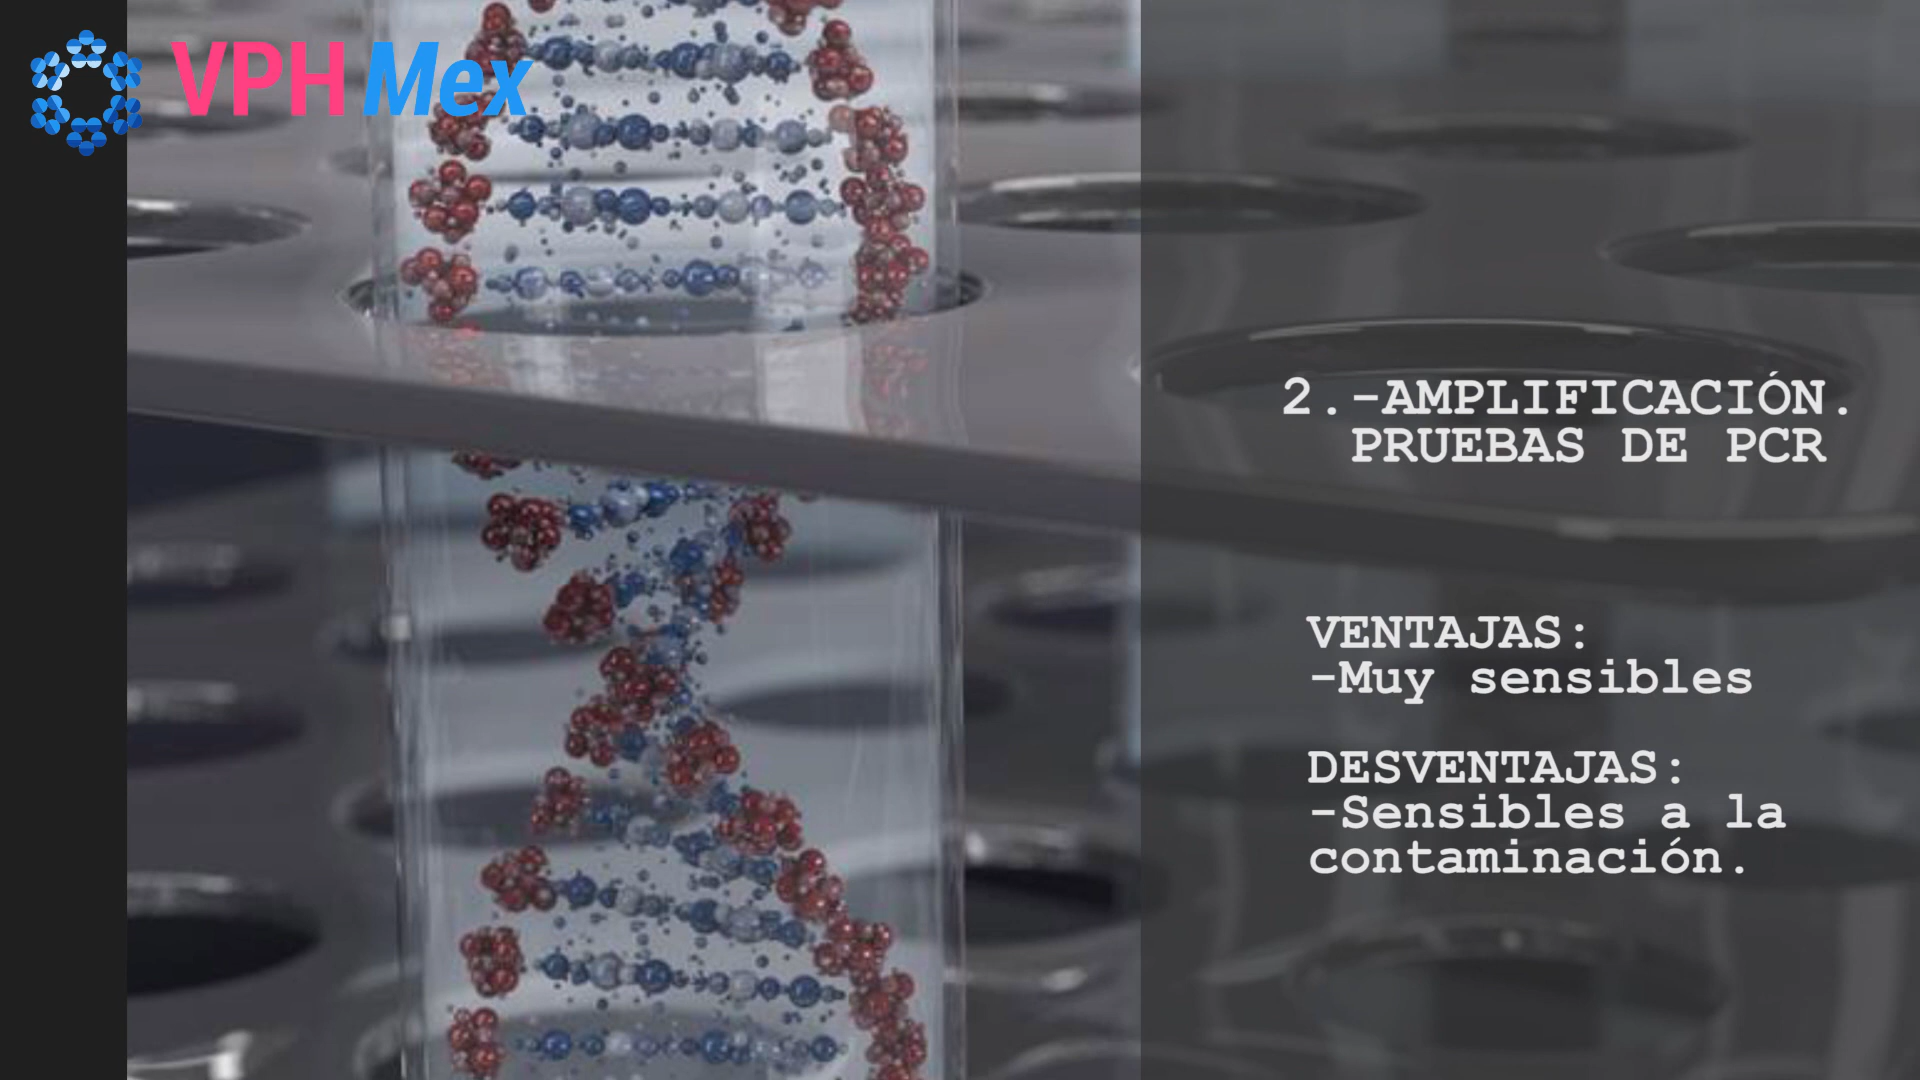 VPH Mex
2.-AMPLIFICACIÓN.
PRUEBAS DE PCR
VENTAJAS:
-Muy sensibles
DESVENTAJAS:
-Sensibles a la
contaminación.